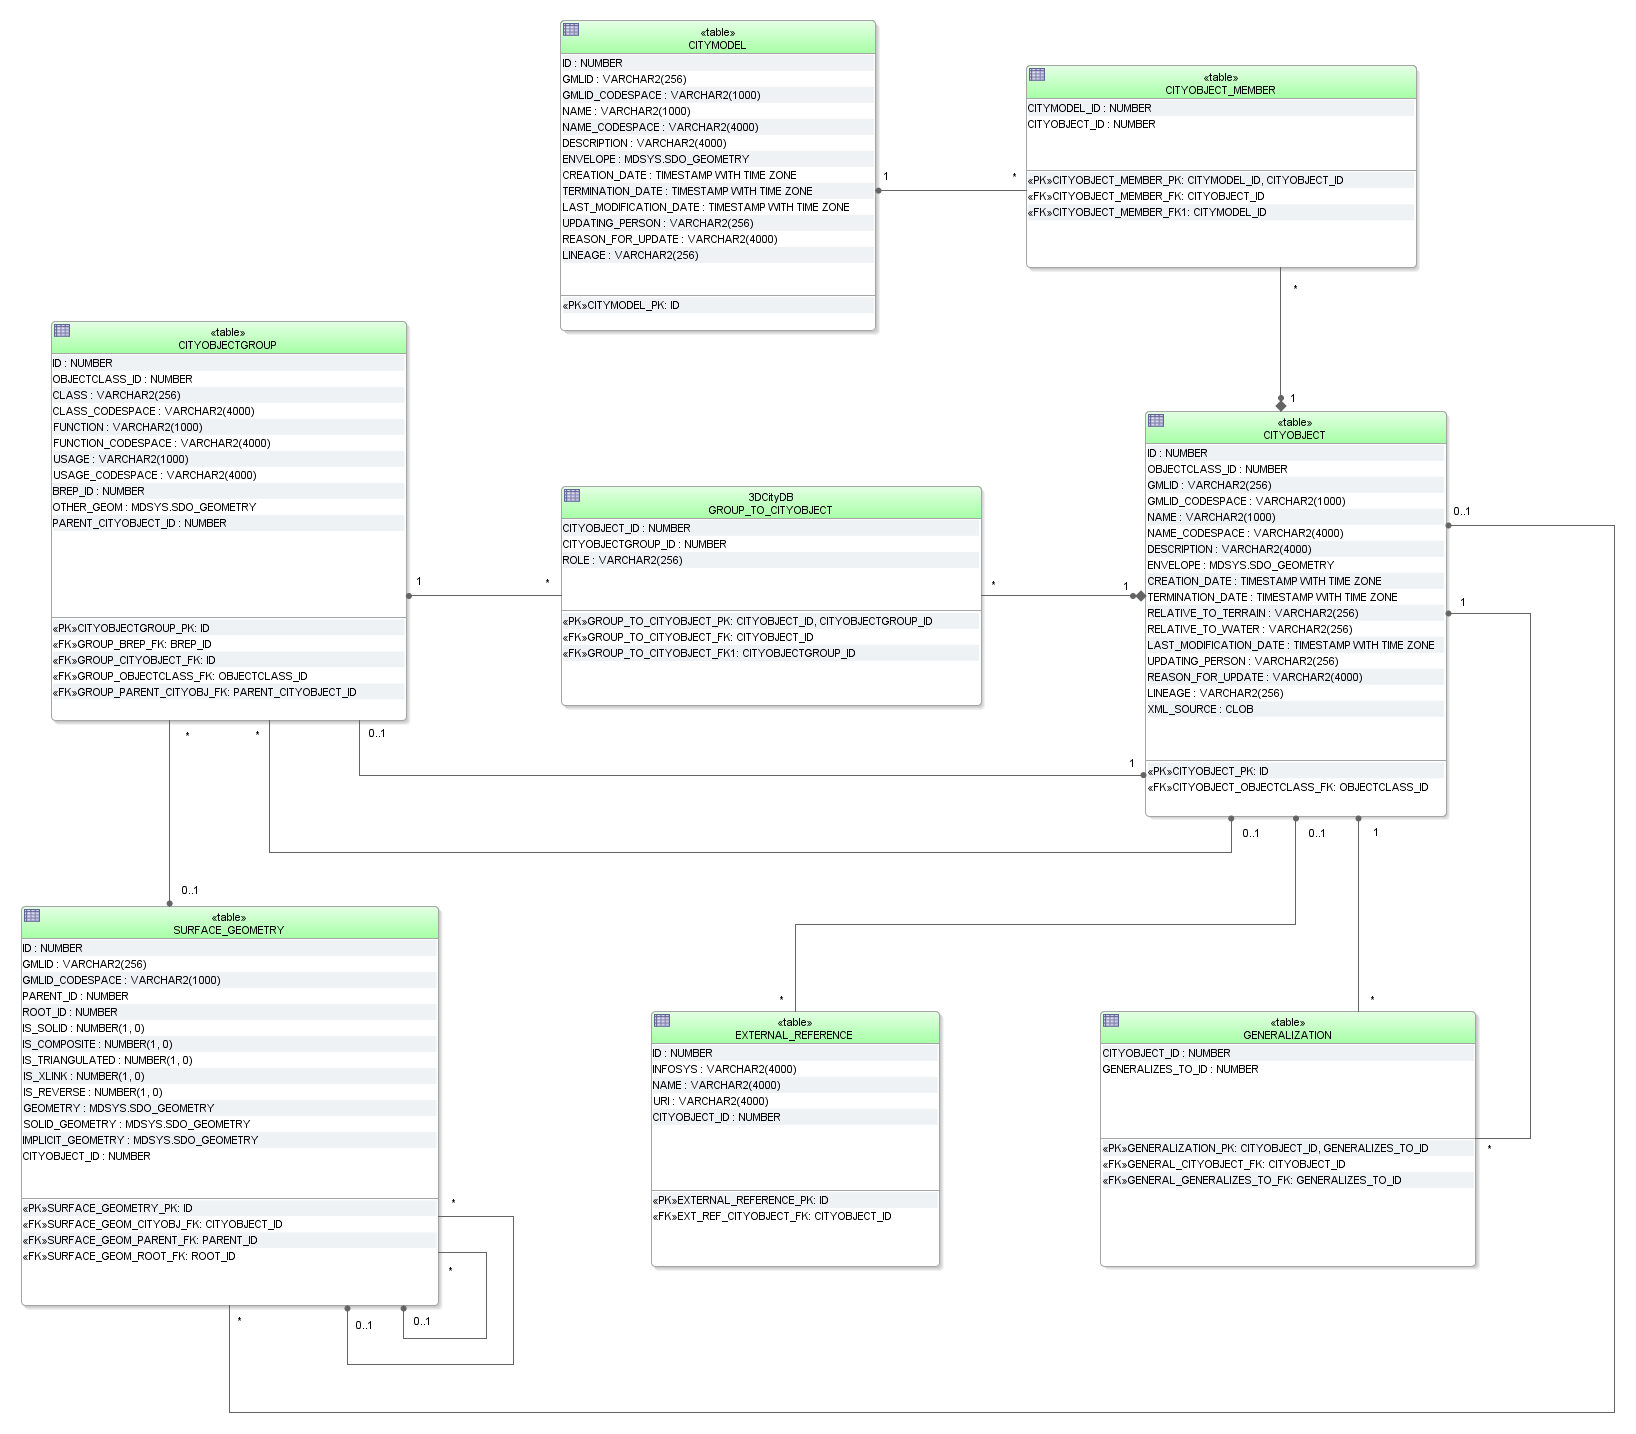 «table»
CITYMODEL
ID : NUMBER
GMLID : VARCHAR2(256)
GMLID_CODESPACE : VARCHAR2(1000)
NAME : VARCHAR2(1000)
NAME_CODESPACE : VARCHAR2(4000)
DESCRIPTION : VARCHAR2(4000)
ENVELOPE : MDSYS.SDO_GEOMETRY
CREATION_DATE : TIMESTAMP WITH TIME ZONE
TERMINATION_DATE : TIMESTAMP WITH TIME ZONE
LAST_MODIFICATION_DATE : TIMESTAMP WITH TIME ZONE
UPDATING_PERSON : VARCHAR2(256)
REASON_FOR_UPDATE : VARCHAR2(4000)
LINEAGE : VARCHAR2(256)
«PK»CITYMODEL_PK: ID
1
*
«table»
CITYOBJECT_MEMBER
CITYMODEL_ID : NUMBER
CITYOBJECT_ID : NUMBER
«PK»CITYOBJECT_MEMBER_PK: CITYMODEL_ID, CITYOBJECT_ID
«FK»CITYOBJECT_MEMBER_FK: CITYOBJECT_ID
«FK»CITYOBJECT_MEMBER_FK1: CITYMODEL_ID
*
1
«table»
CITYOBJECTGROUP
ID : NUMBER
OBJECTCLASS_ID : NUMBER
CLASS : VARCHAR2(256)
CLASS_CODESPACE : VARCHAR2(4000)
FUNCTION : VARCHAR2(1000)
FUNCTION_CODESPACE : VARCHAR2(4000)
USAGE : VARCHAR2(1000)
USAGE_CODESPACE : VARCHAR2(4000)
BREP_ID : NUMBER
OTHER_GEOM : MDSYS.SDO_GEOMETRY
PARENT_CITYOBJECT_ID : NUMBER
«PK»CITYOBJECTGROUP_PK: ID
«FK»GROUP_BREP_FK: BREP_ID
«FK»GROUP_CITYOBJECT_FK: ID
«FK»GROUP_OBJECTCLASS_FK: OBJECTCLASS_ID
«FK»GROUP_PARENT_CITYOBJ_FK: PARENT_CITYOBJECT_ID
1
*
3DCityDB
GROUP_TO_CITYOBJECT
CITYOBJECT_ID : NUMBER
CITYOBJECTGROUP_ID : NUMBER
ROLE : VARCHAR2(256)
«PK»GROUP_TO_CITYOBJECT_PK: CITYOBJECT_ID, CITYOBJECTGROUP_ID
«FK»GROUP_TO_CITYOBJECT_FK: CITYOBJECT_ID
«FK»GROUP_TO_CITYOBJECT_FK1: CITYOBJECTGROUP_ID
*
1
«table»
CITYOBJECT
ID : NUMBER
OBJECTCLASS_ID : NUMBER
GMLID : VARCHAR2(256)
GMLID_CODESPACE : VARCHAR2(1000)
NAME : VARCHAR2(1000)
NAME_CODESPACE : VARCHAR2(4000)
DESCRIPTION : VARCHAR2(4000)
ENVELOPE : MDSYS.SDO_GEOMETRY
CREATION_DATE : TIMESTAMP WITH TIME ZONE
TERMINATION_DATE : TIMESTAMP WITH TIME ZONE
RELATIVE_TO_TERRAIN : VARCHAR2(256)
RELATIVE_TO_WATER : VARCHAR2(256)
LAST_MODIFICATION_DATE : TIMESTAMP WITH TIME ZONE
UPDATING_PERSON : VARCHAR2(256)
REASON_FOR_UPDATE : VARCHAR2(4000)
LINEAGE : VARCHAR2(256)
XML_SOURCE : CLOB
«PK»CITYOBJECT_PK: ID
«FK»CITYOBJECT_OBJECTCLASS_FK: OBJECTCLASS_ID
0..1
1
*
*
0..1
1
0..1
0..1
1
0..1
«table»
SURFACE_GEOMETRY
ID : NUMBER
GMLID : VARCHAR2(256)
GMLID_CODESPACE : VARCHAR2(1000)
PARENT_ID : NUMBER
ROOT_ID : NUMBER
IS_SOLID : NUMBER(1, 0)
IS_COMPOSITE : NUMBER(1, 0)
IS_TRIANGULATED : NUMBER(1, 0)
IS_XLINK : NUMBER(1, 0)
IS_REVERSE : NUMBER(1, 0)
GEOMETRY : MDSYS.SDO_GEOMETRY
SOLID_GEOMETRY : MDSYS.SDO_GEOMETRY
IMPLICIT_GEOMETRY : MDSYS.SDO_GEOMETRY
CITYOBJECT_ID : NUMBER
«PK»SURFACE_GEOMETRY_PK: ID
«FK»SURFACE_GEOM_CITYOBJ_FK: CITYOBJECT_ID
«FK»SURFACE_GEOM_PARENT_FK: PARENT_ID
«FK»SURFACE_GEOM_ROOT_FK: ROOT_ID
*
*
*
0..1
0..1
*
«table»
EXTERNAL_REFERENCE
ID : NUMBER
INFOSYS : VARCHAR2(4000)
NAME : VARCHAR2(4000)
URI : VARCHAR2(4000)
CITYOBJECT_ID : NUMBER
«PK»EXTERNAL_REFERENCE_PK: ID
«FK»EXT_REF_CITYOBJECT_FK: CITYOBJECT_ID
*
«table»
GENERALIZATION
CITYOBJECT_ID : NUMBER
GENERALIZES_TO_ID : NUMBER
«PK»GENERALIZATION_PK: CITYOBJECT_ID, GENERALIZES_TO_ID
«FK»GENERAL_CITYOBJECT_FK: CITYOBJECT_ID
«FK»GENERAL_GENERALIZES_TO_FK: GENERALIZES_TO_ID
*